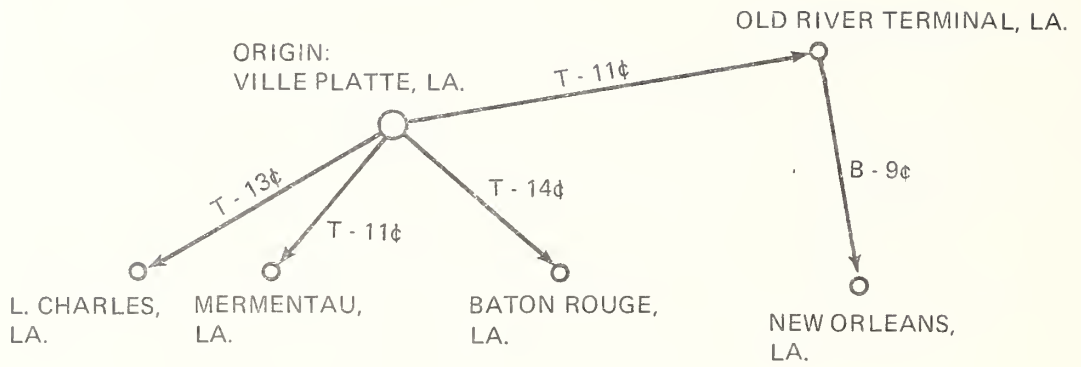 OLD RIVER TERMINAL, LA.
ORIGIN:
VILLE PLATTE, LA.
T - 11¢
T - 13¢
T - 11¢
T - 14¢
B - 9¢
L. CHARLES,
LA.
MERMENTAU,
LA.
BATON ROUGE,
LA.
NEW ORLEANS,
LA.